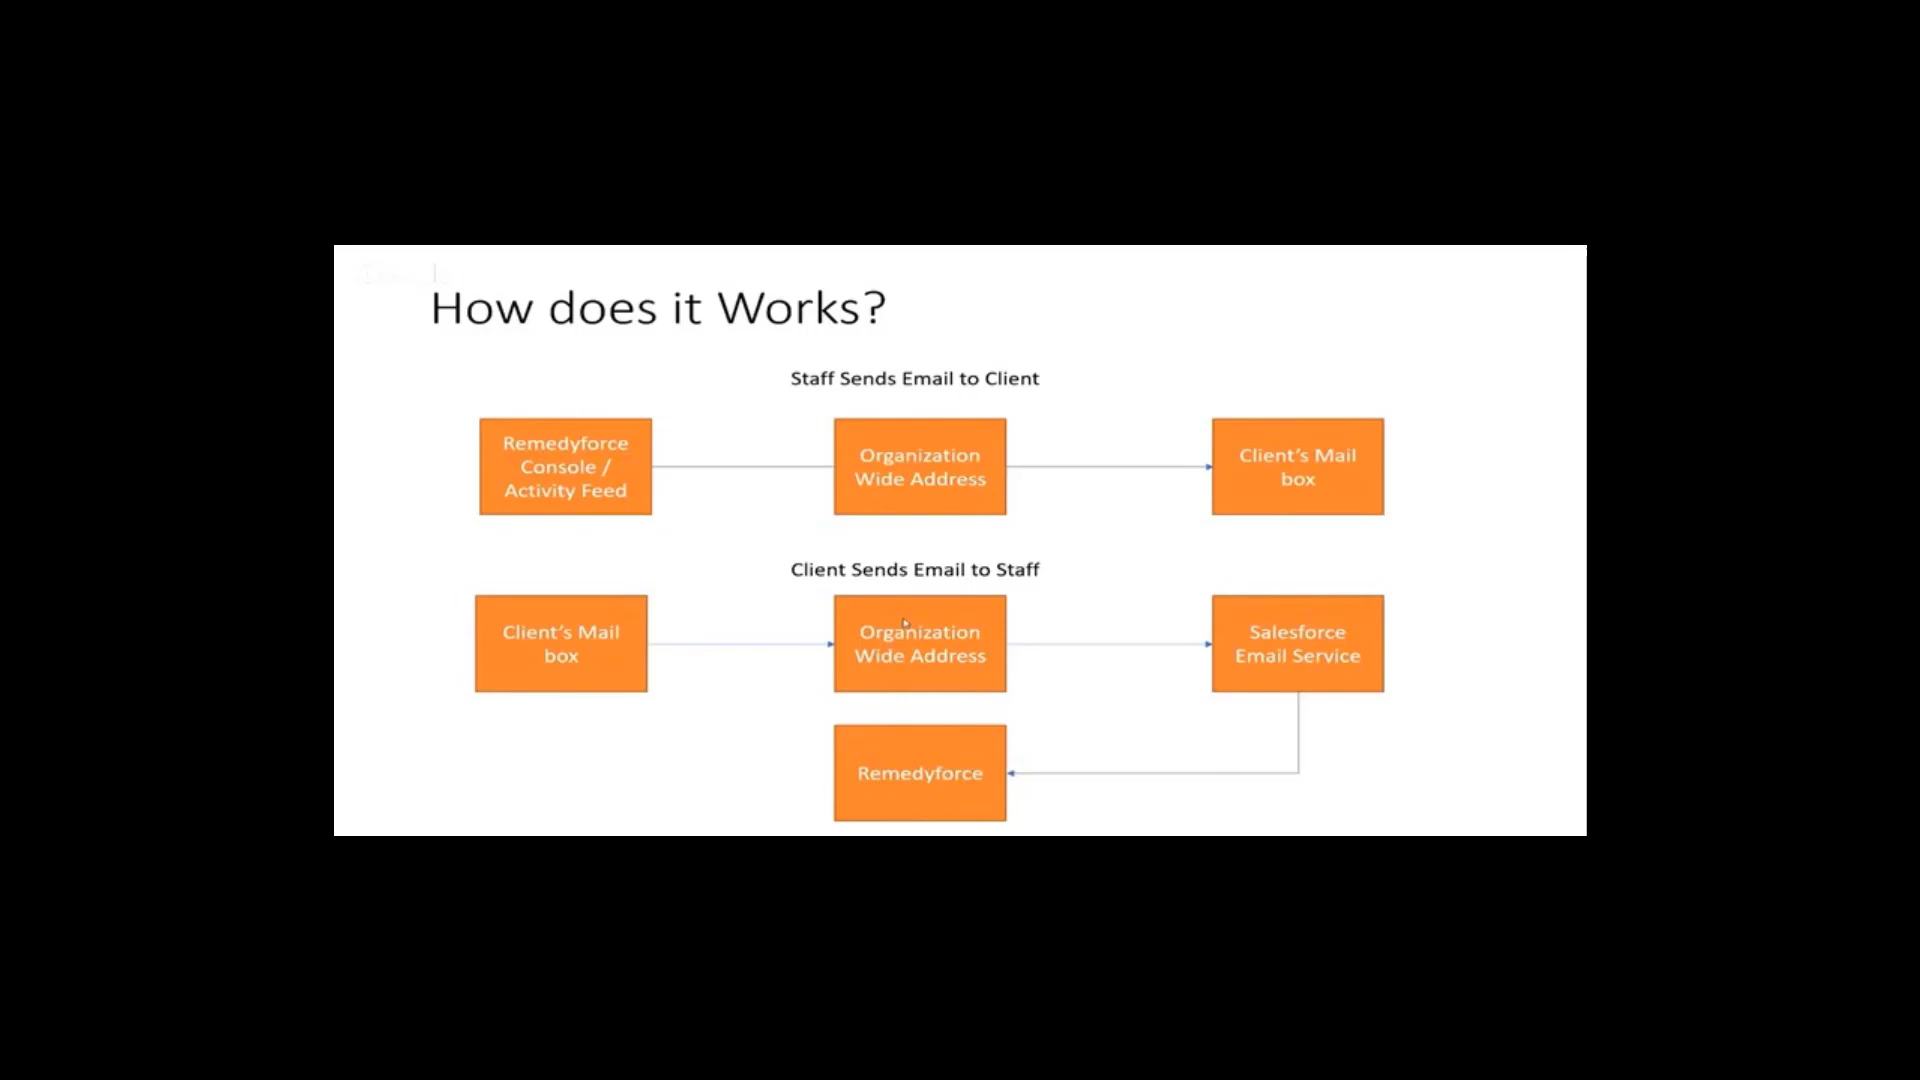 How does it Works?
Staff Sends Email to Client
Remedyforce
Console /
Activity Feed
Organization
Wide Address
Client's Mail
box
Client Sends Email to Staff
Client's Mail
box
Organization
Wide Address
Salesforce
Email Service
Remedyforce